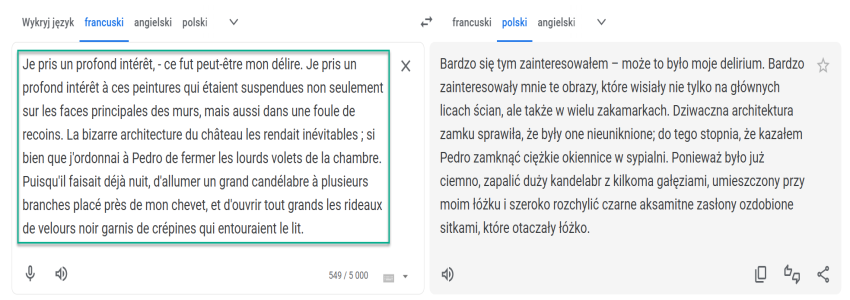 Wykryj język francuski angielski polski
francuski polski angielski
Je pris un profond intérêt, - ce fut peut-être mon délire. Je pris un
profond intérêt à ces peintures qui étaient suspendues non seulement
sur les faces principales des murs, mais aussi dans une foule de
recoins. La bizarre architecture du château les rendait inévitables ; si
bien que j'ordonnai à Pedro de fermer les lourds volets de la chambre.
Puisqu'il faisait déjà nuit, d'allumer un grand candélabre à plusieurs
branches placé près de mon chevet, et d'ouvrir tout grands les rideaux
de velours noir garnis de crépines qui entouraient le lit.
549 / 5 000
Bardzo się tym zainteresowałem – może to było moje delirium. Bardzo
zainteresowały mnie te obrazy, które wisiały nie tylko na głównych
licach ścian, ale także w wielu zakamarkach. Dziwaczna architektura
zamku sprawiła, że były one nieuniknione; do tego stopnia, że kazałem
Pedro zamknąć ciężkie okiennice w sypialni. Ponieważ było już
ciemno, zapalić duży kandelabr z kilkoma gałęziami, umieszczony przy
moim łóżku i szeroko rozchylić czarne aksamitne zasłony ozdobione
sitkami, które otaczały łóżko.